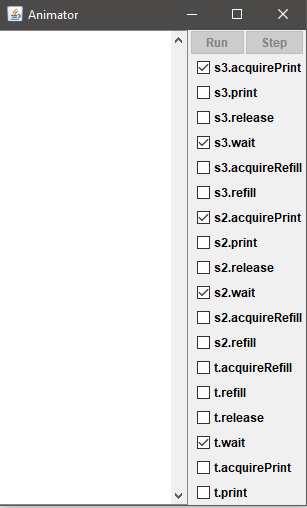 Animator
Run Step
s3.acquirePrint
s3.print
s3.release
s3.wait
s3.acquireRefill
s3.refill
s2.acquirePrint
s2.print
s2.release
s2.wait
s2.acquireRefill
s2.refill
t.acquireRefill
t.refill
t.release
t.wait
t.acquirePrint
t.print